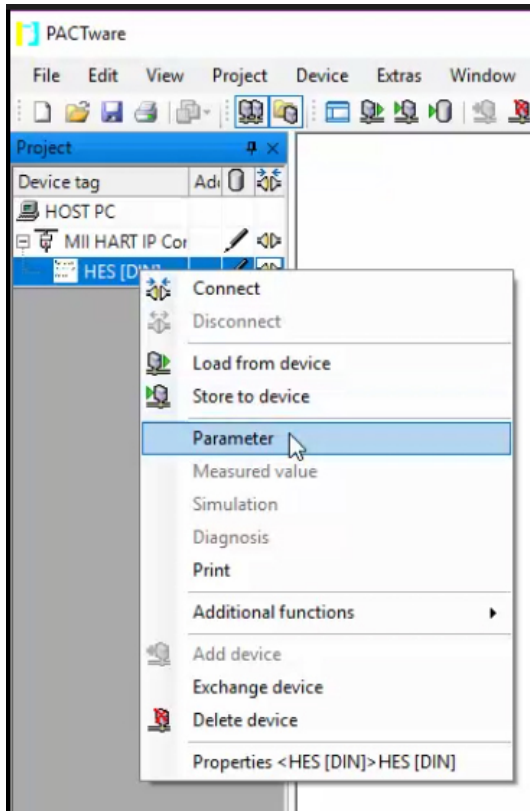 PACTware
File Edit View Project Device Extras Window
Project
Device tag Ad
HOST PC
MII HART IP Cor
HES [DIN]
Connect
Disconnect
Load from device
Store to device
Parameter
Measured value
Simulation
Diagnosis
Print
Additional functions
Add device
Exchange device
Delete device
Properties <HES [DIN]>HES [DIN]